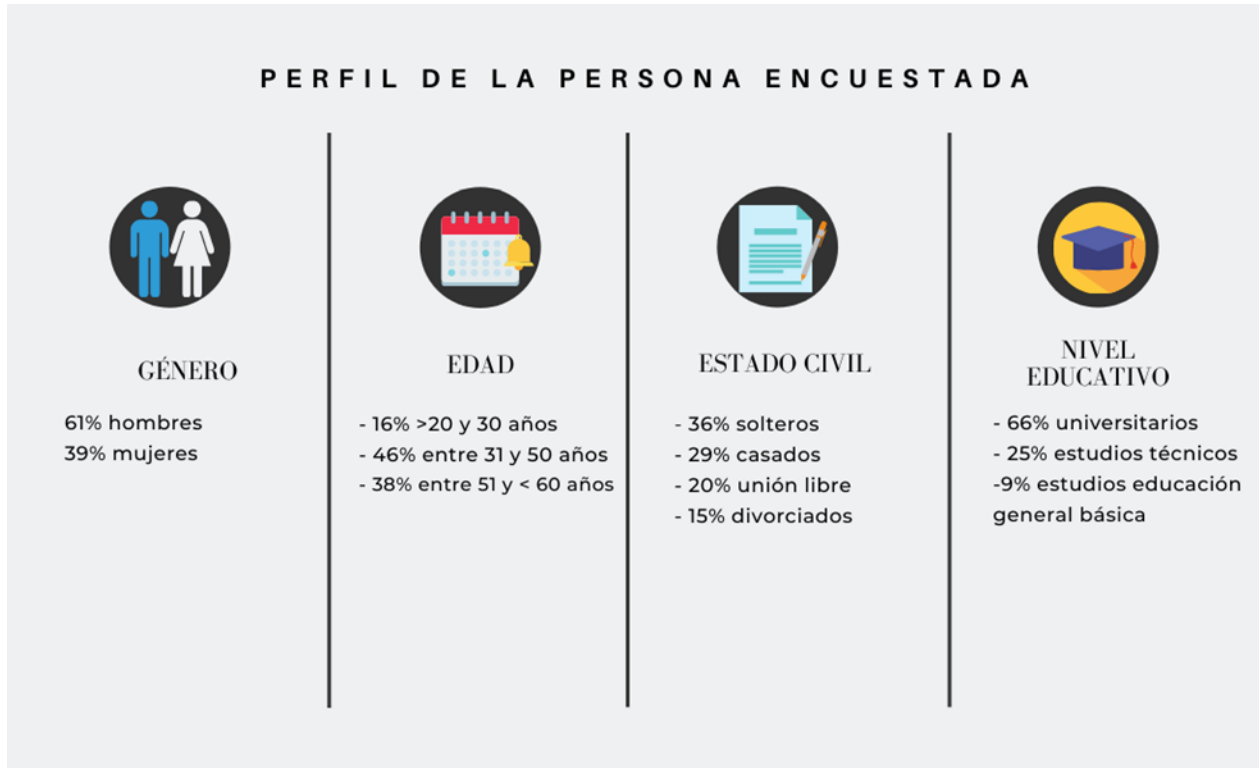 PERFIL DE LA PERSONA ENCUESTADA
GÉNERO
61% hombres
39% mujeres
EDAD
- 16% >20 y 30 años
- 46% entre 31 y 50 años
- 38% entre 51 y < 60 años
ESTADO CIVIL
- 36% solteros
- 29% casados
- 20% unión libre
- 15% divorciados
NIVEL
EDUCATIVO
- 66% universitarios
- 25% estudios técnicos
-9% estudios educación
general básica